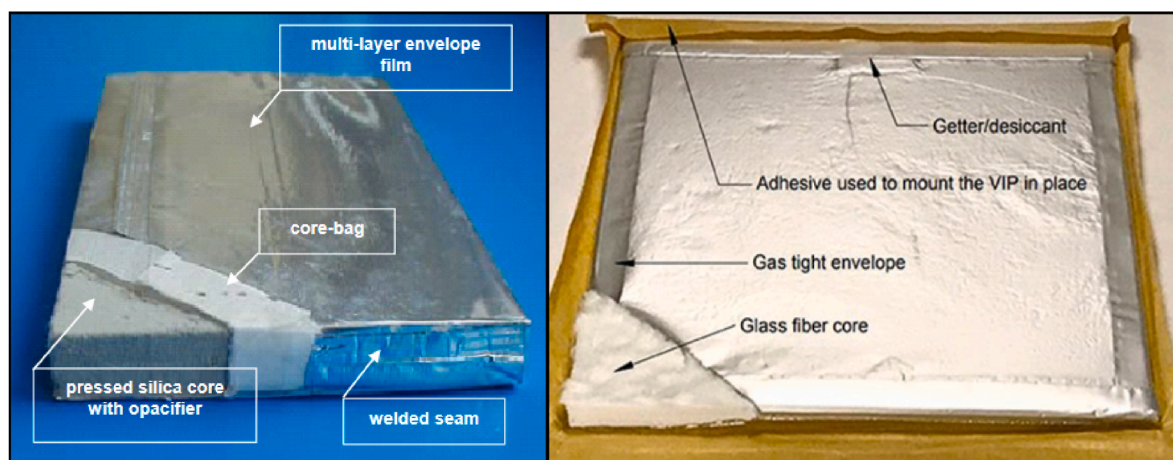 multi-layer envelope
film
core-bag
pressed silica core
with opacifier
welded seam
Getter/desiccant
Adhesive used to mount the VIP in place
Gas tight envelope
Glass fiber core